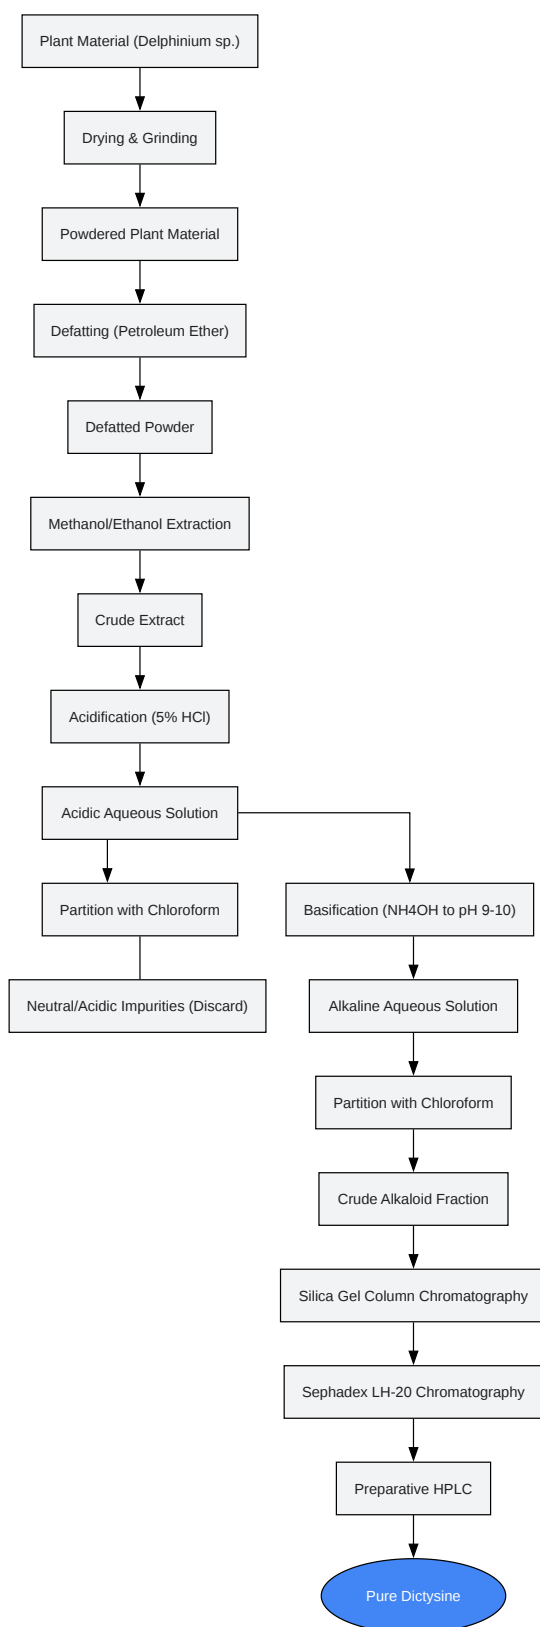 Plant Material (Delphinium sp.)
Drying & Grinding
Powdered Plant Material
Defatting (Petroleum Ether)
Defatted Powder
Methanol/Ethanol Extraction
Crude Extract
Acidification (5% HCl)
Acidic Aqueous Solution
Partition with Chloroform
Neutral/Acidic Impurities (Discard)
Basification (NH4OH to pH 9-10)
Alkaline Aqueous Solution
Partition with Chloroform
Crude Alkaloid Fraction
Silica Gel Column Chromatography
Sephadex LH-20 Chromatography
Preparative HPLC
Pure Dictysine